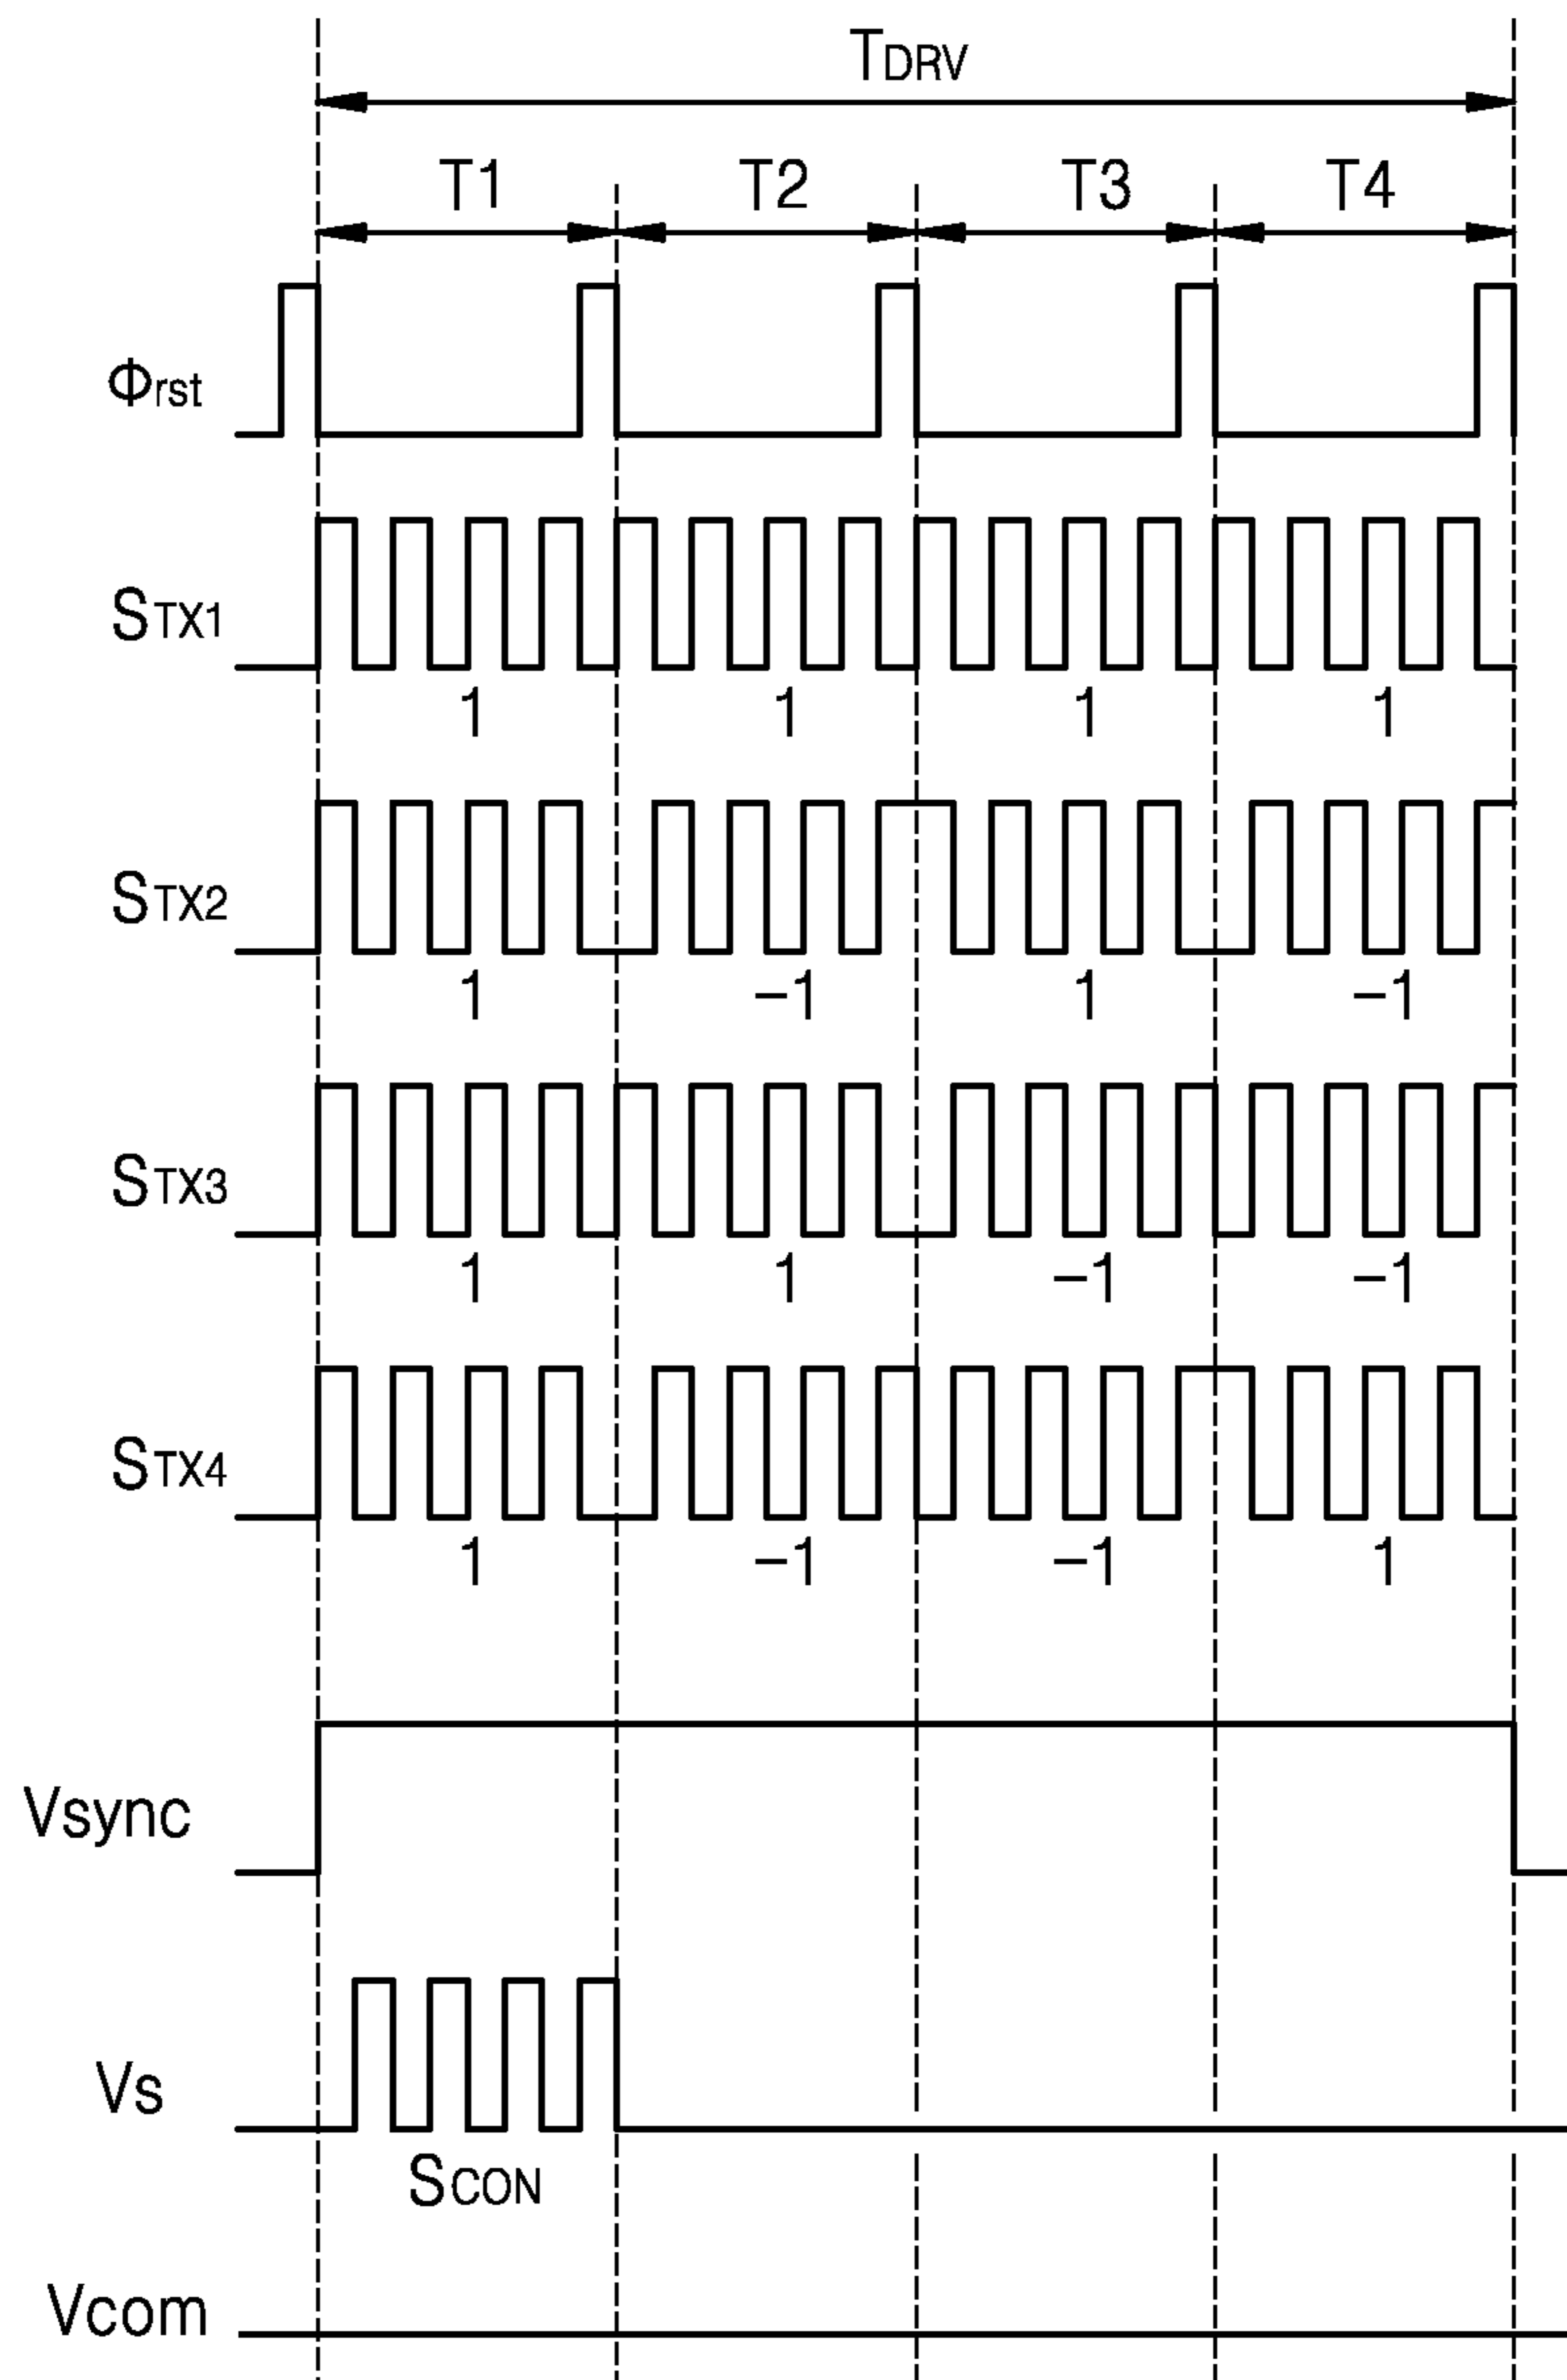 TDRV
T1 T2 T3 T4
Φrst
STX1
1 1 1 1
STX2
1 −1 1 −1
STX3
1 1 −1 −1
STX4
1 −1 −1 1
Vsync
Vs
SCON
Vcom